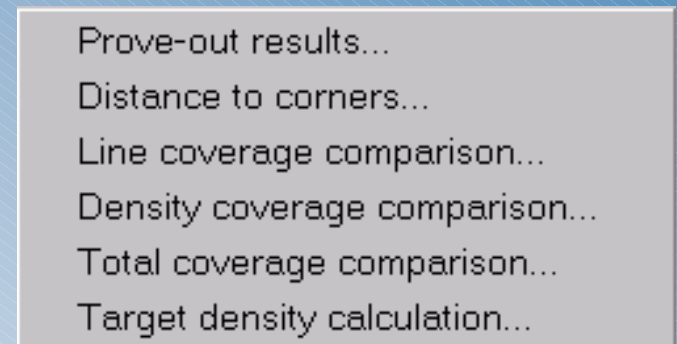 Prove-out results...
Distance to corners...
Line coverage comparison...
Density coverage comparison...
Total coverage comparison...
Target density calculation...